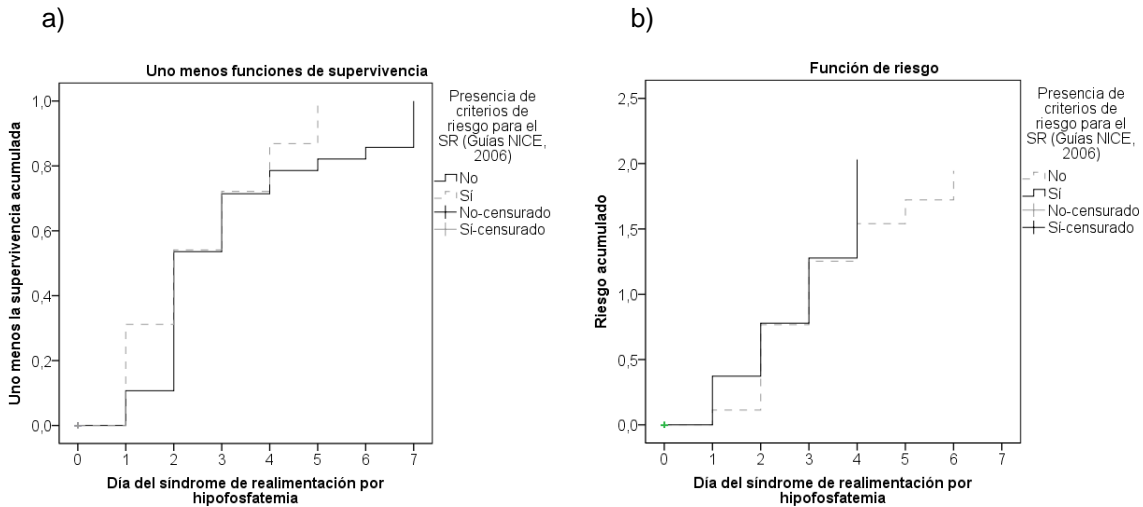 a)
Uno menos funciones de supervivencia
1,0
0,8
0,6
0,4
0,2
0,0
Uno menos la supervivencia acumulada
0 1 2 3 4 5 6 7
Día del síndrome de realimentación por
hipofosfatemia
Presencia de
criterios de
riesgo para el
SR (Guías NICE,
2006)
No
Sí
No-censurado
Sí-censurado
b)
Función de riesgo
2,5
2,0
1,5
1,0
0,5
0,0
Riesgo acumulado
0 1 2 3 4 5 6 7
Día del síndrome de realimentación por
hipofosfatemia
Presencia de
criterios de
riesgo para el
SR (Guías NICE,
2006)
No
Sí
No-censurado
Sí-censurado